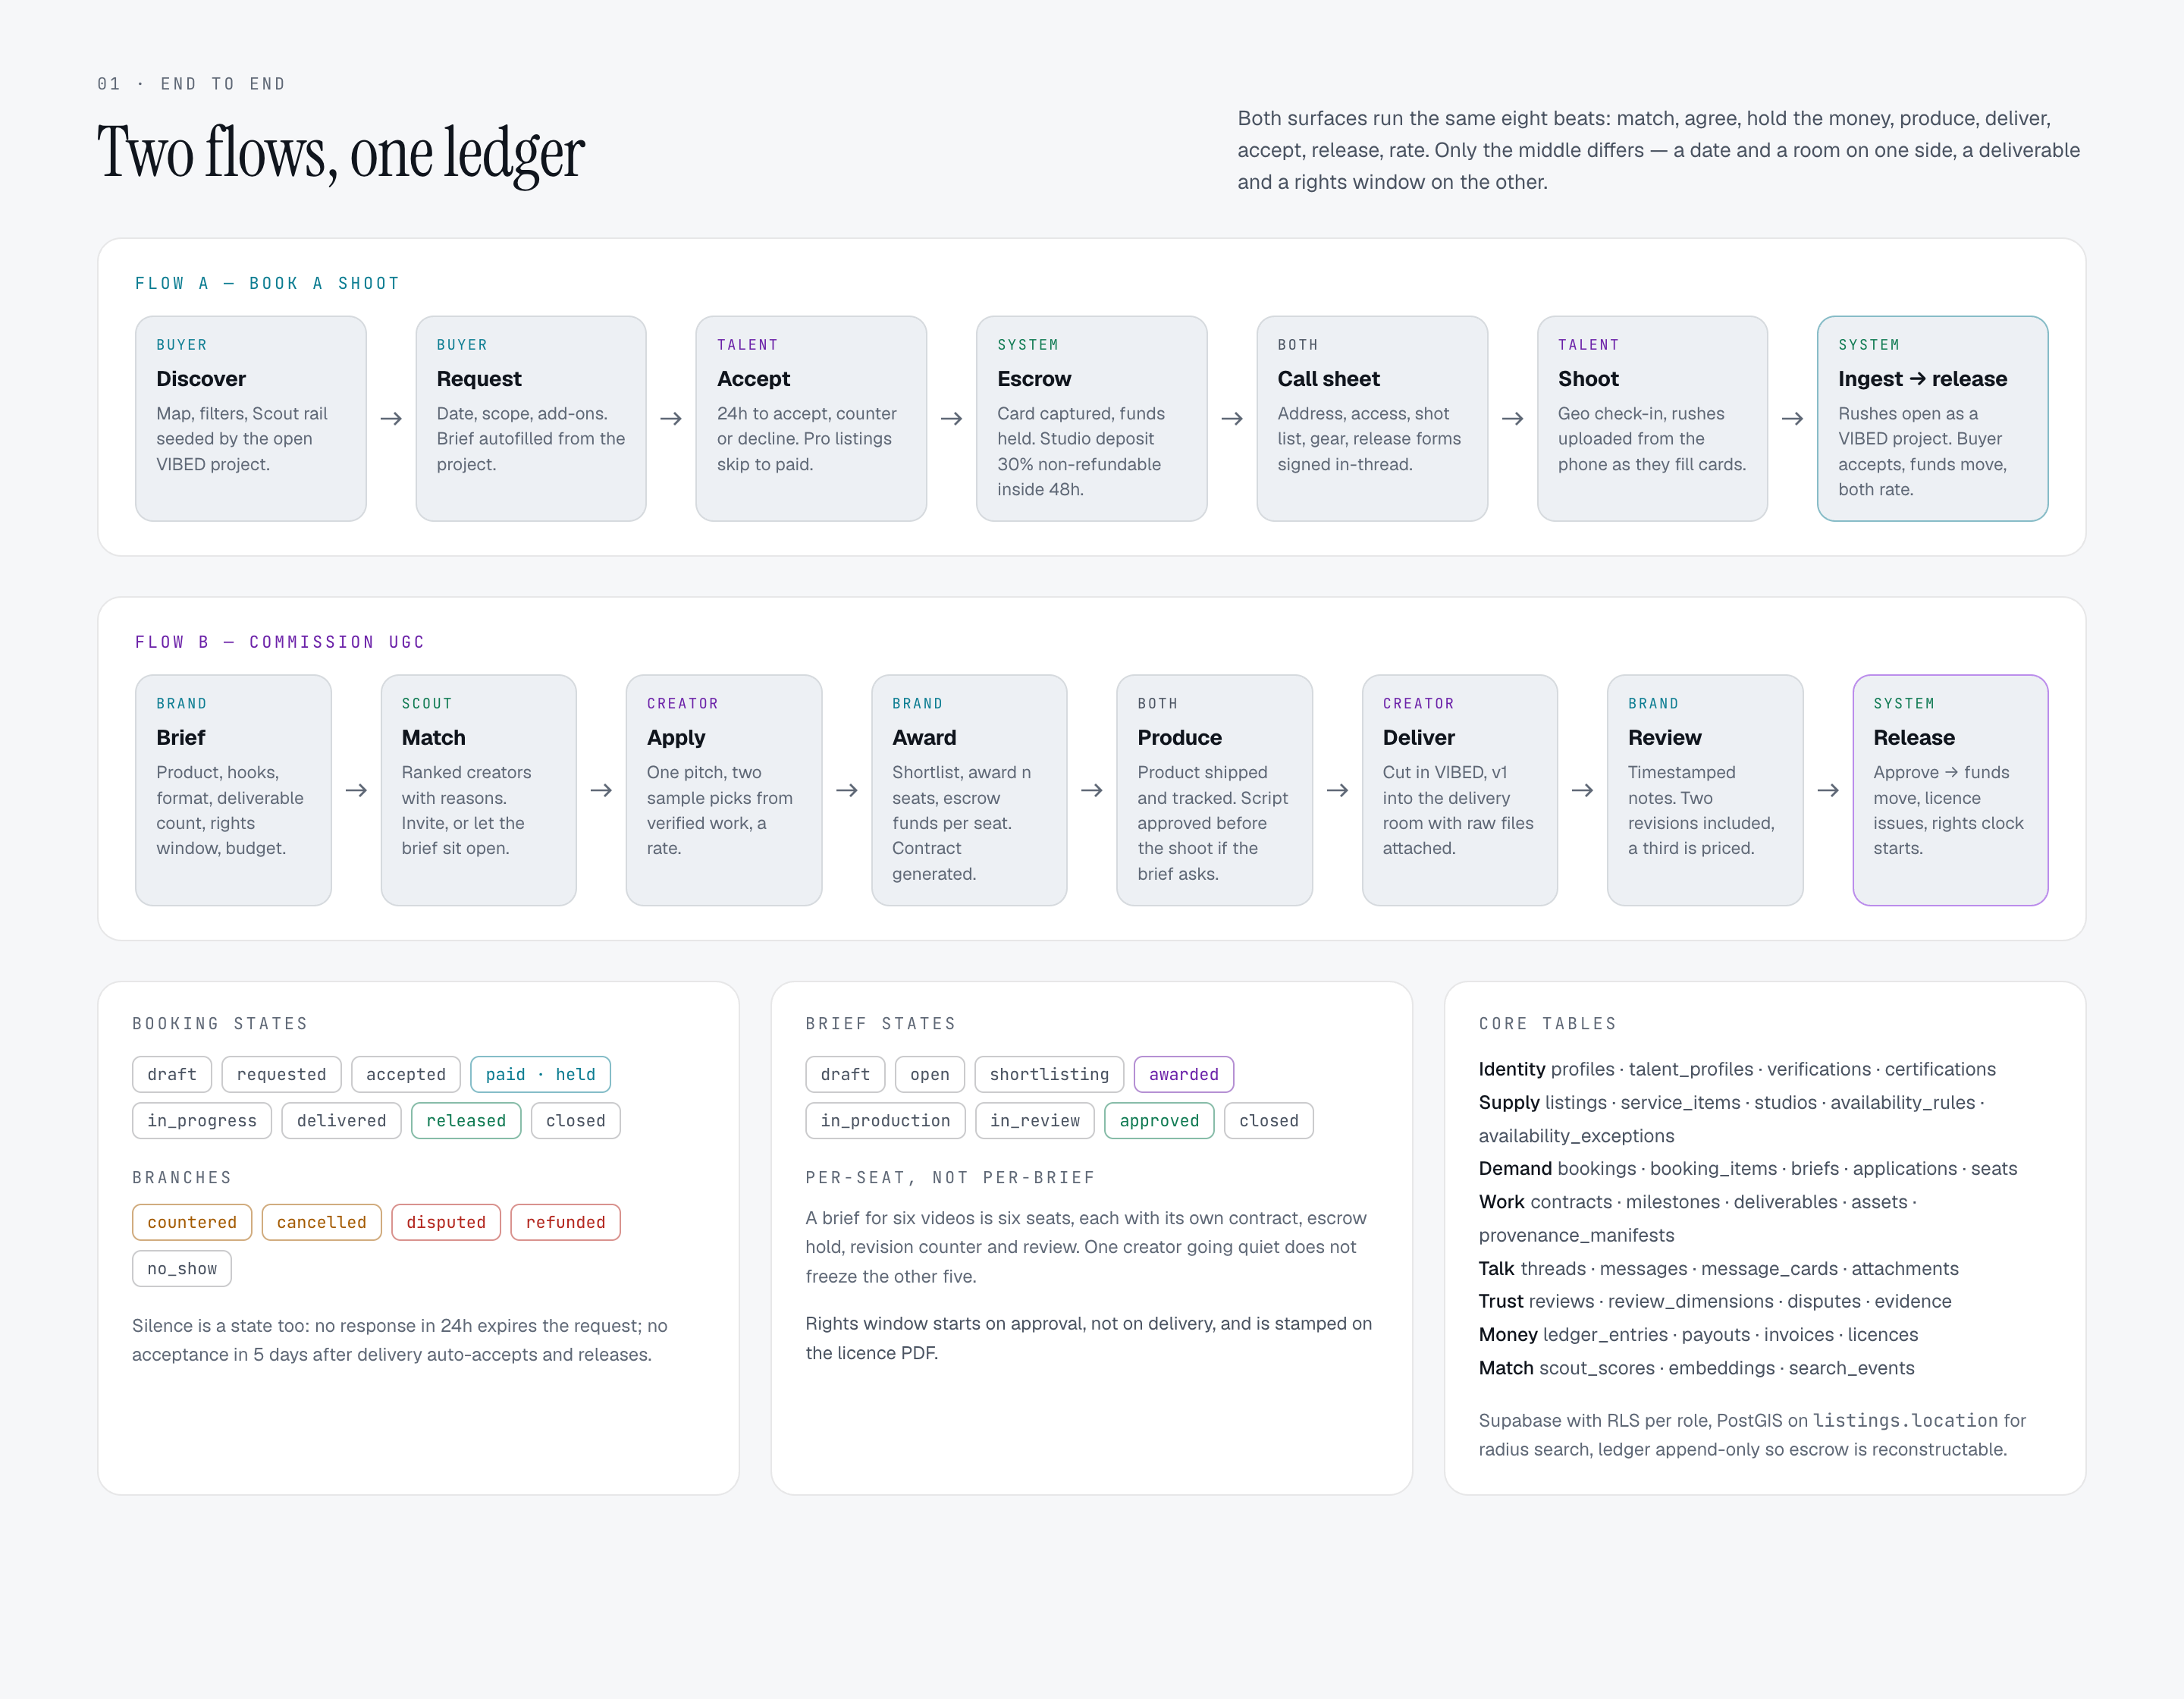 01 · END TO END
Two flows, one ledger
Both surfaces run the same eight beats: match, agree, hold the money, produce, deliver,
accept, release, rate. Only the middle differs — a date and a room on one side, a deliverable
and a rights window on the other.
FLOW A — BOOK A SHOOT
BUYER
Discover
Map, filters, Scout rail
seeded by the open
VIBED project.
→
BUYER
Request
Date, scope, add-ons.
Brief autofilled from the
project.
→
TALENT
Accept
24h to accept, counter
or decline. Pro listings
skip to paid.
→
SYSTEM
Escrow
Card captured, funds
held. Studio deposit
30% non-refundable
inside 48h.
→
BOTH
Call sheet
Address, access, shot
list, gear, release forms
signed in-thread.
→
TALENT
Shoot
Geo check-in, rushes
uploaded from the
phone as they fill cards.
→
SYSTEM
Ingest → release
Rushes open as a
VIBED project. Buyer
accepts, funds move,
both rate.
FLOW B — COMMISSION UGC
BRAND
Brief
Product, hooks,
format, deliverable
count, rights
window, budget.
→
SCOUT
Match
Ranked creators
with reasons.
Invite, or let the
brief sit open.
→
CREATOR
Apply
One pitch, two
sample picks from
verified work, a
rate.
→
BRAND
Award
Shortlist, award n
seats, escrow
funds per seat.
Contract
generated.
→
BOTH
Produce
Product shipped
and tracked. Script
approved before
the shoot if the
brief asks.
→
CREATOR
Deliver
Cut in VIBED, v1
into the delivery
room with raw files
attached.
→
BRAND
Review
Timestamped
notes. Two
revisions included,
a third is priced.
→
SYSTEM
Release
Approve → funds
move, licence
issues, rights clock
starts.
BOOKING STATES
draft requested accepted paid · held
in_progress delivered released closed
BRANCHES
countered cancelled disputed refunded
no_show
Silence is a state too: no response in 24h expires the request; no
acceptance in 5 days after delivery auto-accepts and releases.
BRIEF STATES
draft open shortlisting awarded
in_production in_review approved closed
PER-SEAT, NOT PER-BRIEF
A brief for six videos is six seats, each with its own contract, escrow
hold, revision counter and review. One creator going quiet does not
freeze the other five.
Rights window starts on approval, not on delivery, and is stamped on
the licence PDF.
CORE TABLES
Identity profiles · talent_profiles · verifications · certifications
Supply listings · service_items · studios · availability_rules ·
availability_exceptions
Demand bookings · booking_items · briefs · applications · seats
Work contracts · milestones · deliverables · assets ·
provenance_manifests
Talk threads · messages · message_cards · attachments
Trust reviews · review_dimensions · disputes · evidence
Money ledger_entries · payouts · invoices · licences
Match scout_scores · embeddings · search_events
Supabase with RLS per role, PostGIS on listings.location for
radius search, ledger append-only so escrow is reconstructable.